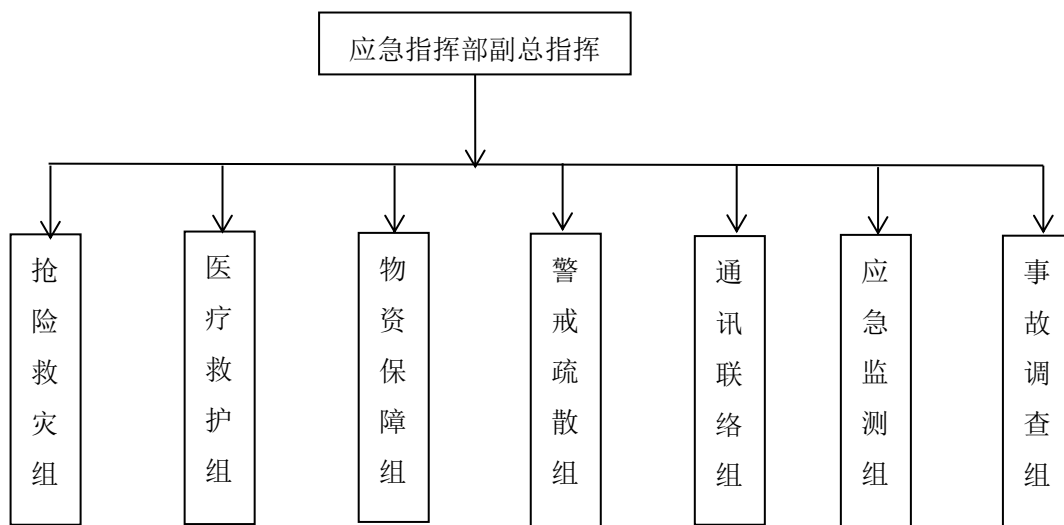 应急指挥部副总指挥
抢险救灾组
医疗救护组
物资保障组
警戒疏散组
通讯联络组
应急监测组
事故调查组